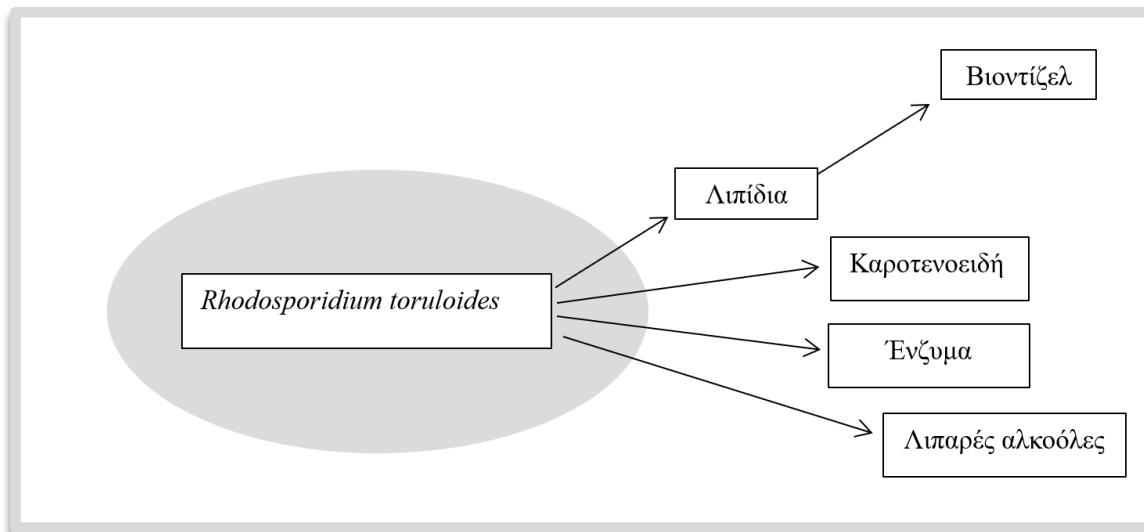 Βιοντίζελ
Λιπίδια
Καροτενοειδή
Rhodosporidium toruloides
Ένζυμα
Λιπαρές αλκοόλες